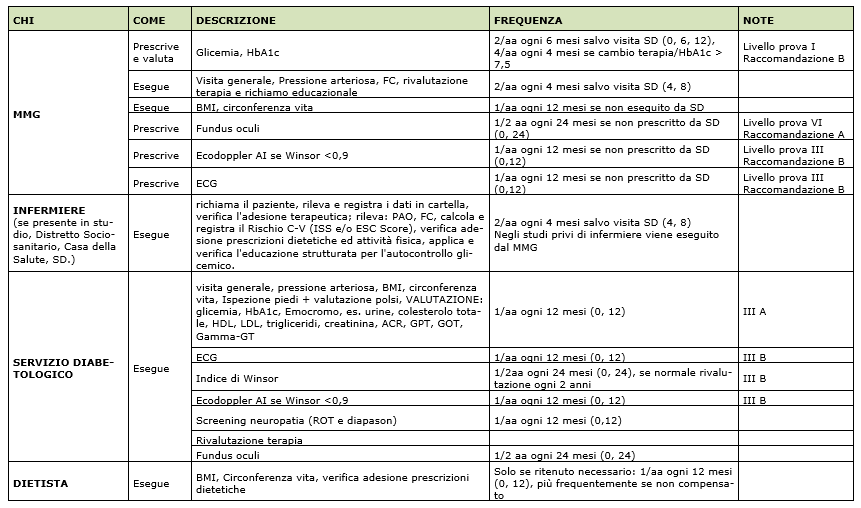 CHI COME DESCRIZIONE FREQUENZA NOTE
MMG
Prescrive
e valuta
Glicemia, HbA1c
2/aa ogni 6 mesi salvo visita SD (0, 6, 12),
4/aa ogni 4 mesi se cambio terapia/HbA1c >
7,5
Livello prova I
Raccomandazione B
Esegue
Visita generale, Pressione arteriosa, FC, rivalutazione
terapia e richiamo educazionale
2/aa ogni 4 mesi salvo visita SD (4, 8)
Esegue
BMI, circonferenza vita
1/aa ogni 12 mesi se non eseguito da SD
Prescrive
Fundus oculi
1/2 aa ogni 24 mesi se non prescritto da SD
(0, 24)
Livello prova VI
Raccomandazione A
Prescrive
Ecodoppler AI se Winsor <0,9
1/aa ogni 12 mesi se non prescritto da SD
(0,12)
Livello prova III
Raccomandazione B
Prescrive
ECG
1/aa ogni 12 mesi se non prescritto da SD
(0,12)
Livello prova III
Raccomandazione B
INFERMIERE
(se presente in stu-
dio, Distretto Socio-
sanitario, Casa della
Salute, SD.)
Esegue
richiama il paziente, rileva e registra i dati in cartella,
verifica l'adesione terapeutica; rileva: PAO, FC, calcola e
registra il Rischio C-V (ISS e/o ESC Score), verifica ade-
sione prescrizioni dietetiche ed attività fisica, applica e
verifica l'educazione strutturata per l'autocontrollo gli-
cemico.
2/aa ogni 4 mesi salvo visita SD (4, 8)
Negli studi privi di infermiere viene eseguito
dal MMG
SERVIZIO DIABE-
TOLOGICO
Esegue
visita generale, pressione arteriosa, BMI, circonferenza
vita, Ispezione piedi + valutazione polsi, VALUTAZIONE:
glicemia, HbA1c, Emocromo, es. urine, colesterolo tota-
le, HDL, LDL, trigliceridi, creatinina, ACR, GPT, GOT,
Gamma-GT
1/aa ogni 12 mesi (0, 12)
III A
ECG
1/aa ogni 12 mesi (0, 12)
III B
Indice di Winsor
1/2aa ogni 24 mesi (0, 24), se normale rivalu-
tazione ogni 2 anni
III B
Ecodoppler AI se Winsor <0,9
1/aa ogni 12 mesi (0, 12)
III B
Screening neuropatia (ROT e diapason)
1/aa ogni 12 mesi (0,12)
Rivalutazione terapia
Fundus oculi
1/2 aa ogni 24 mesi (0, 24)
DIETISTA
Esegue
BMI, Circonferenza vita, verifica adesione prescrizioni
dietetiche
Solo se ritenuto necessario: 1/aa ogni 12 mesi
(0, 12), più frequentemente se non compensa-
to